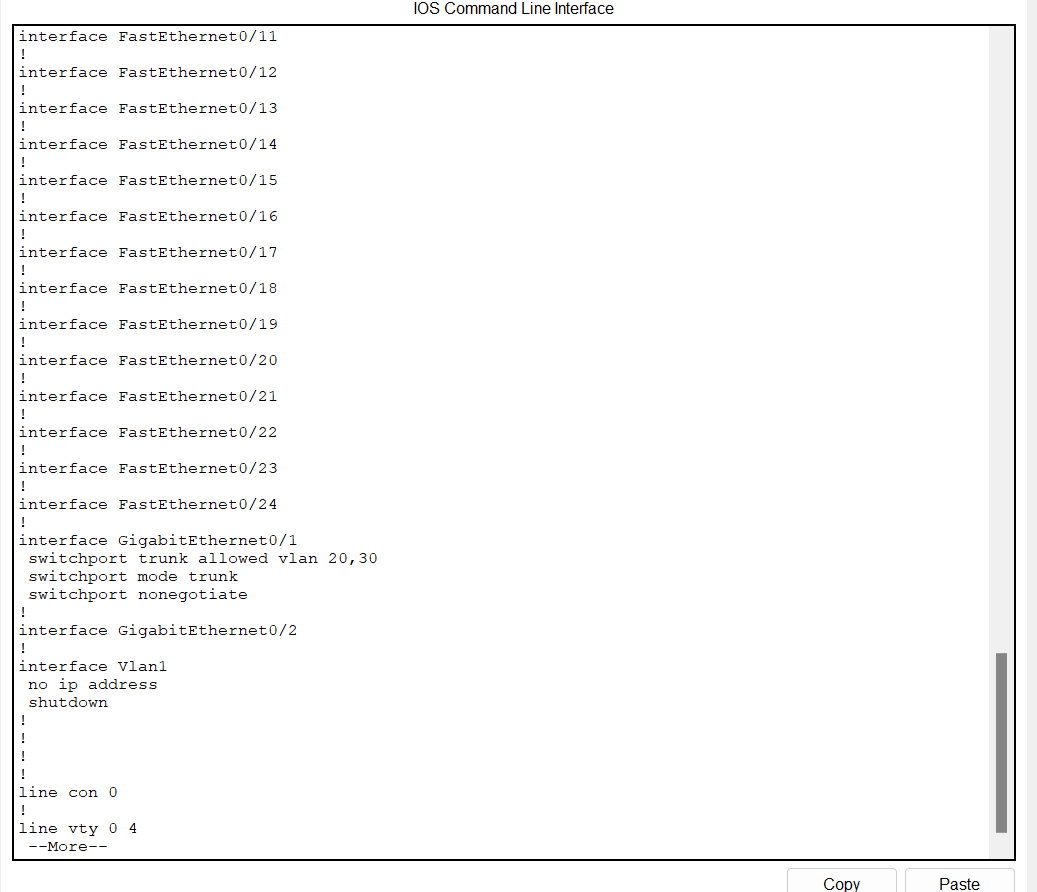 IOS Command Line Interface
interface FastEthernet0/11
!
interface FastEthernet0/12
!
interface FastEthernet0/13
!
interface FastEthernet0/14
!
interface FastEthernet0/15
!
interface FastEthernet0/16
!
interface FastEthernet0/17
!
interface FastEthernet0/18
!
interface FastEthernet0/19
!
interface FastEthernet0/20
!
interface FastEthernet0/21
!
interface FastEthernet0/22
!
interface FastEthernet0/23
!
interface FastEthernet0/24
!
interface GigabitEthernet0/1
 switchport trunk allowed vlan 20,30
 switchport mode trunk
 switchport nonegotiate
!
interface GigabitEthernet0/2
!
interface Vlan1
 no ip address
 shutdown
!
!
!
!
line con 0
!
line vty 0 4
 --More--
Copy Paste